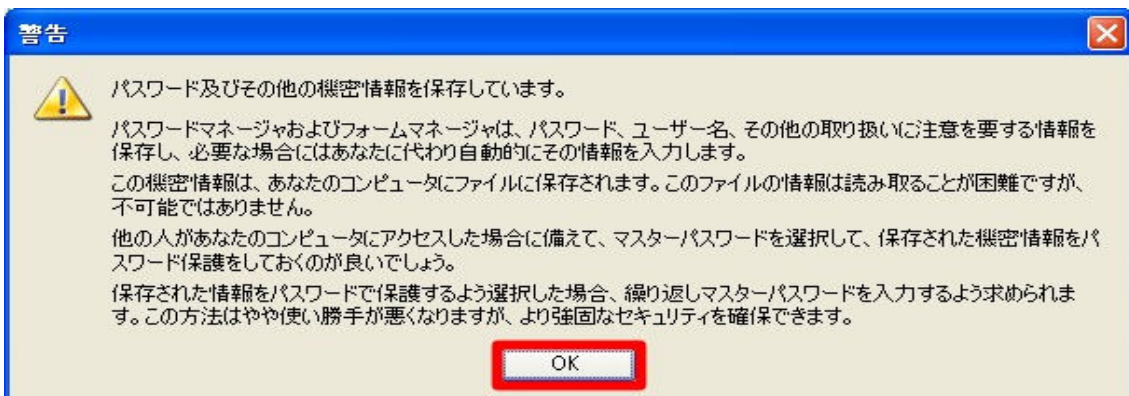 警告
パスワード及びその他の機密情報を保存しています。
パスワードマネージャおよびフォームマネージャは、パスワード、ユーザー名、その他の取り扱いに注意を要する情報を
保存し、必要な場合にはあなたに代わり自動的にその情報を入力します。
この機密情報は、あなたのコンピュータにファイルに保存されます。このファイルの情報は読み取ることが困難ですが、
不可能ではありません。
他の人があなたのコンピュータにアクセスした場合に備えて、マスターパスワードを選択して、保存された機密情報をパ
スワード保護をしておくのが良いでしょう。
保存された情報をパスワードで保護するよう選択した場合、繰り返しマスターパスワードを入力するよう求められま
す。この方法はやや使い勝手が悪くなりますが、より強固なセキュリティを確保できます。
OK